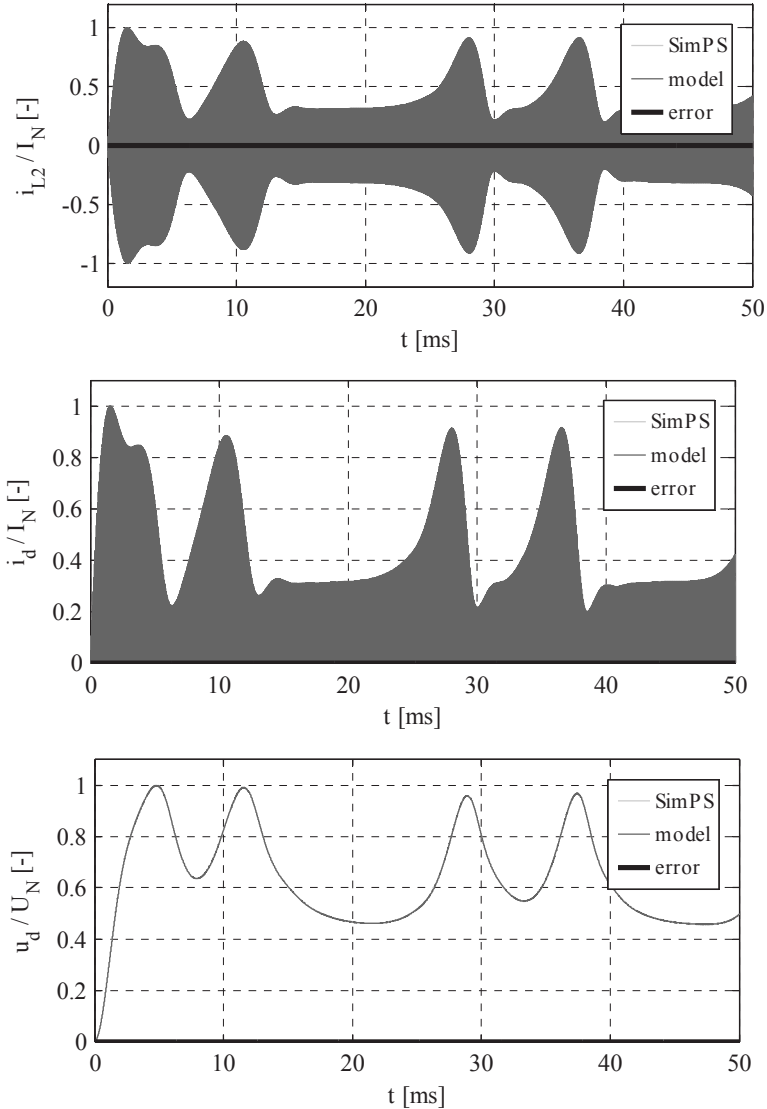 1
0.5
0
-0.5
-1
i_L2 / I_N [-]
SimPS
model
error
0 10 20 30 40 50
t [ms]
1
0.8
0.6
0.4
0.2
0
i_d / I_N [-]
SimPS
model
error
0 10 20 30 40 50
t [ms]
1
0.8
0.6
0.4
0.2
0
u_d / U_N [-]
SimPS
model
error
0 10 20 30 40 50
t [ms]